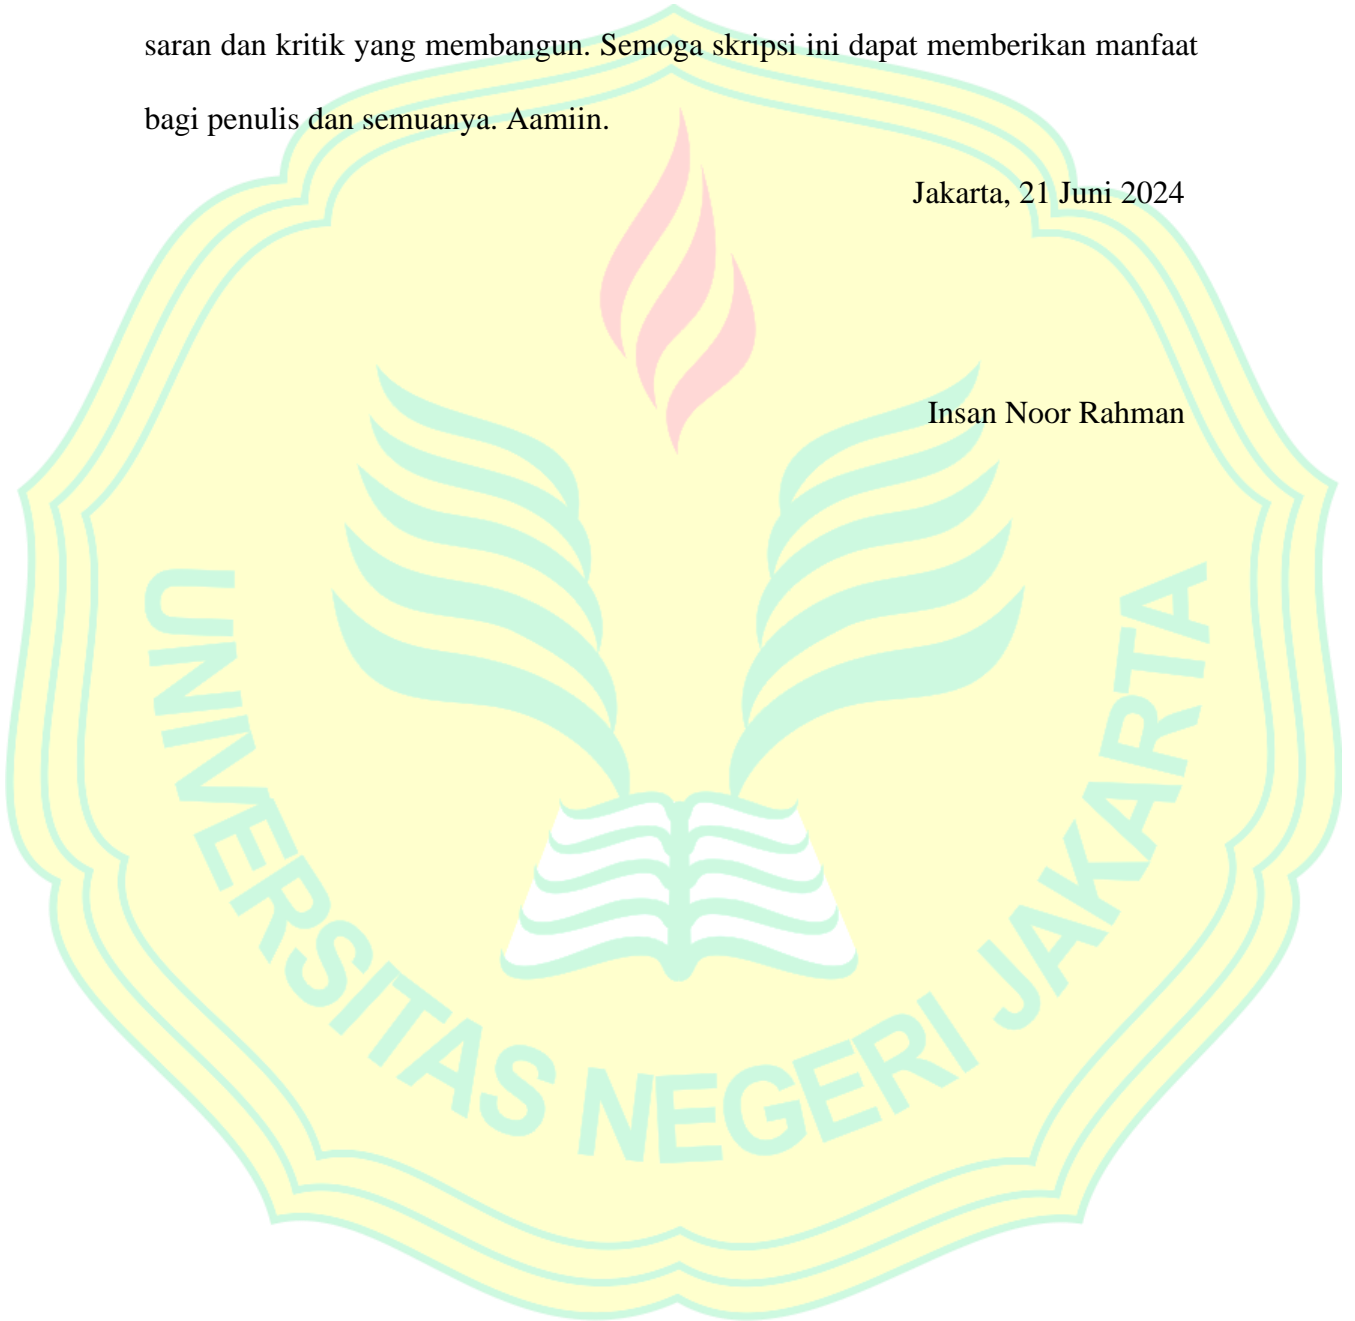 saran dan kritik yang membangun. Semoga skripsi ini dapat memberikan manfaat
bagi penulis dan semuanya. Aamiin.
Jakarta, 21 Juni 2024
Insan Noor Rahman
UNIVERSITAS NEGERI JAKARTA